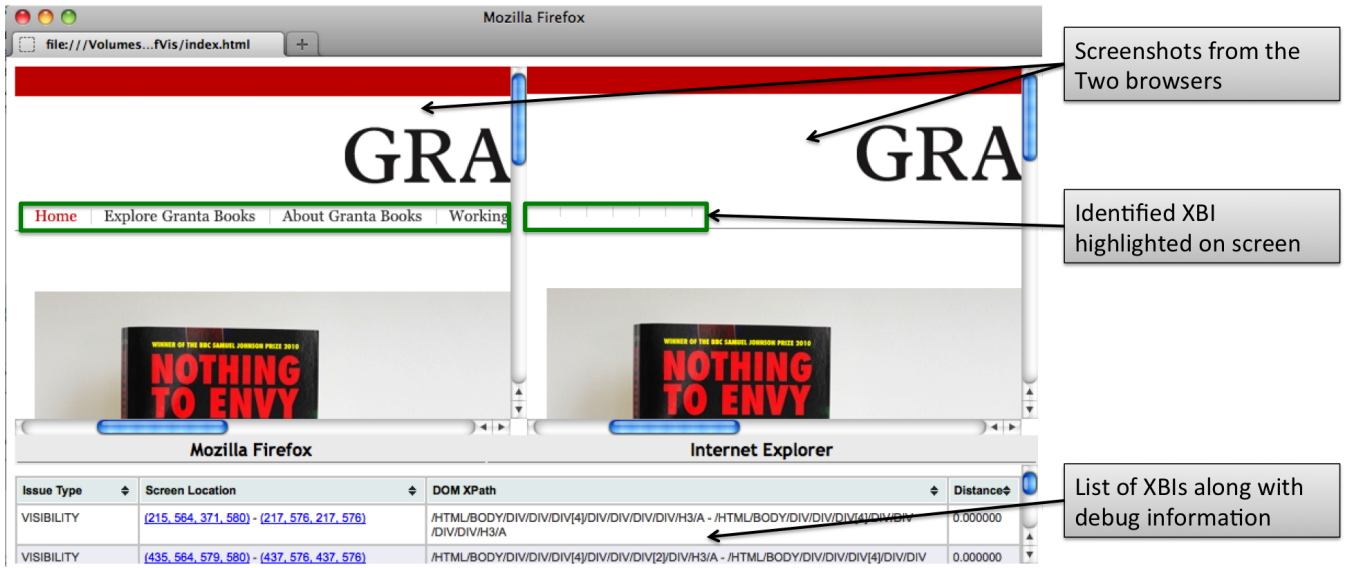 Mozilla Firefox
file:///Volumes...fVis/index.html
+
GRA
GRA
Home Explore Granta Books About Granta Books Working
WINNER OF THE BBC SAMUEL JOHNSON PRIZE 2010
NOTHING
TO ENVY
WINNER OF THE BBC SAMUEL JOHNSON PRIZE 2010
NOTHING
TO ENVY
Mozilla Firefox
Internet Explorer
Issue Type Screen Location DOM XPath Distance
VISIBILITY (215, 564, 371, 580) - (217, 576, 217, 576) /HTML/BODY/DIV/DIV/DIV[4]/DIV/DIV/DIV/DIV/H3/A - /HTML/BODY/DIV/DIV/DIV[4]/DIV/DIV 0.000000
/DIV/DIV/H3/A
VISIBILITY (435, 564, 579, 580) - (437, 576, 437, 576) /HTML/BODY/DIV/DIV/DIV[4]/DIV/DIV/DIV[2]/DIV/H3/A - /HTML/BODY/DIV/DIV/DIV[4]/DIV/DIV 0.000000
Screenshots from the
Two browsers
Identified XBI
highlighted on screen
List of XBIs along with
debug information